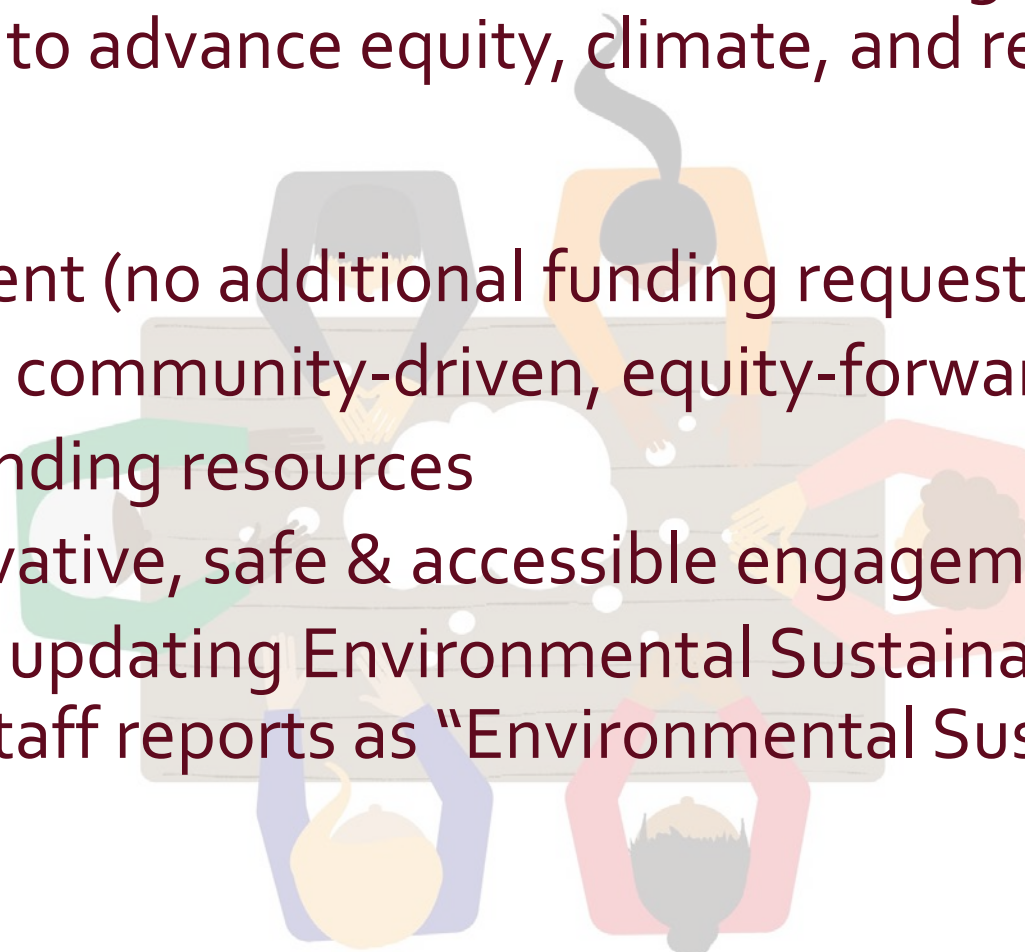 to advance equity, climate, and re
ent (no additional funding request
community-driven, equity-forwar
nding resources
vative, safe & accessible engagem
updating Environmental Sustaina
taff reports as “Environmental Sus